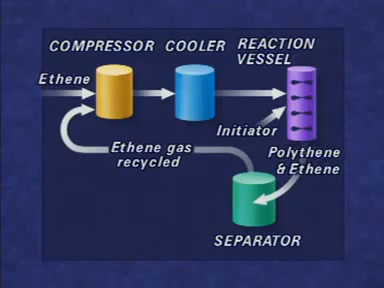 COMPRESSOR
COOLER
REACTION
VESSEL
Ethene
Initiator
Ethene gas
recycled
Polythene
& Ethene
SEPARATOR